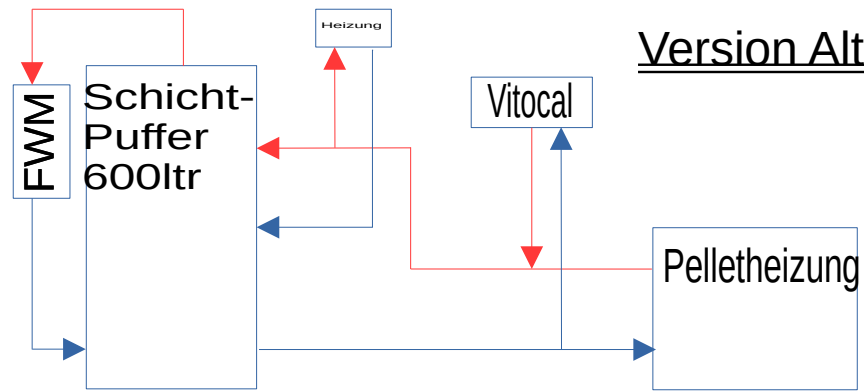 Heizung
Version Alt
Schicht-
Puffer
600ltr
FWM
Vitocal
Pelletheizung